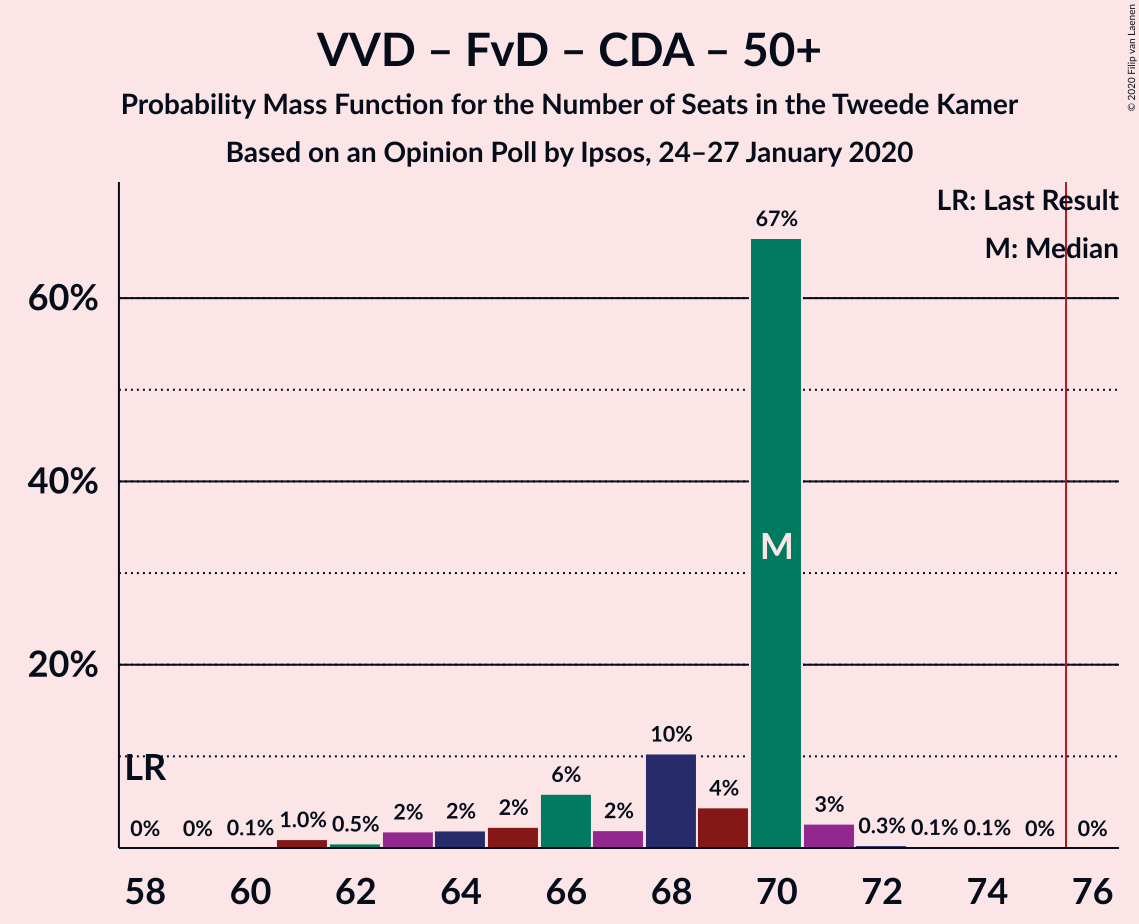 VVD – FvD – CDA – 50+
Probability Mass Function for the Number of Seats in the Tweede Kamer
Based on an Opinion Poll by Ipsos, 24–27 January 2020
© 2020 Filip van Laenen
LR: Last Result
M: Median
67%
60%
M
40%
20%
LR
0% 0% 0.1% 1.0% 0.5% 2% 2% 2% 6% 2% 10% 4% 3% 0.3% 0.1% 0.1% 0% 0%
58 60 62 64 66 68 70 72 74 76